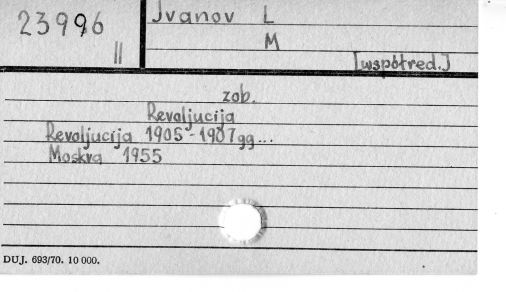 23996
II
Jvanov L
M
[współred.]
zob.
Revoljucija
Revoljucija 1905-1907gg...
Moskva 1955
DUJ. 693/70. 10 000.